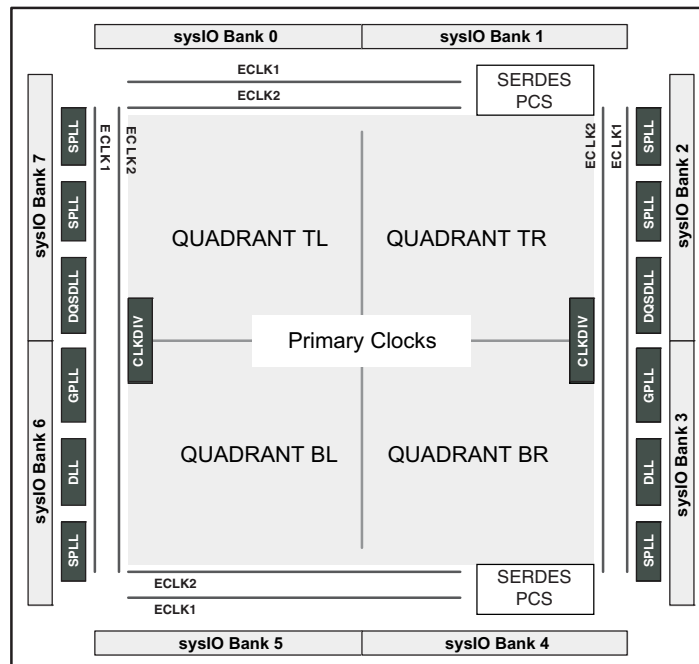 sysIO Bank 0
sysIO Bank 1
ECLK1
ECLK2
SERDES
PCS
sysIO Bank 7
SPLL
SPLL
DQSDLL
ECLK1
ECLK2
ECLK2
ECLK1
SPLL
SPLL
DQSDLL
sysIO Bank 2
QUADRANT TL
QUADRANT TR
CLKDIV
Primary Clocks
CLKDIV
sysIO Bank 6
GPLL
DLL
SPLL
QUADRANT BL
QUADRANT BR
GPLL
DLL
SPLL
sysIO Bank 3
ECLK2
ECLK1
SERDES
PCS
sysIO Bank 5
sysIO Bank 4